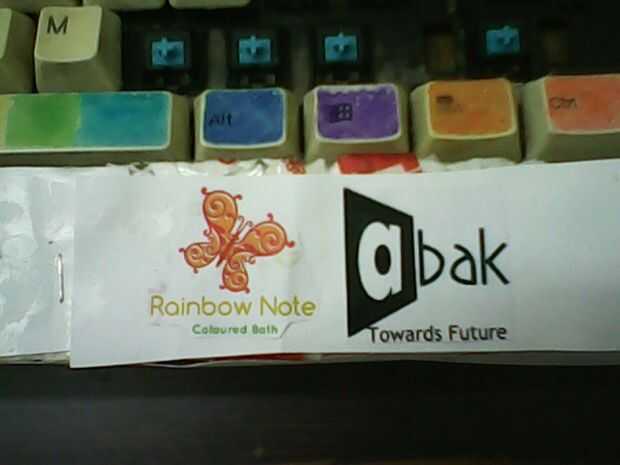 M
Alt
Ctrl
Rainbow Note
Coloured Bath
abak
Towards Future